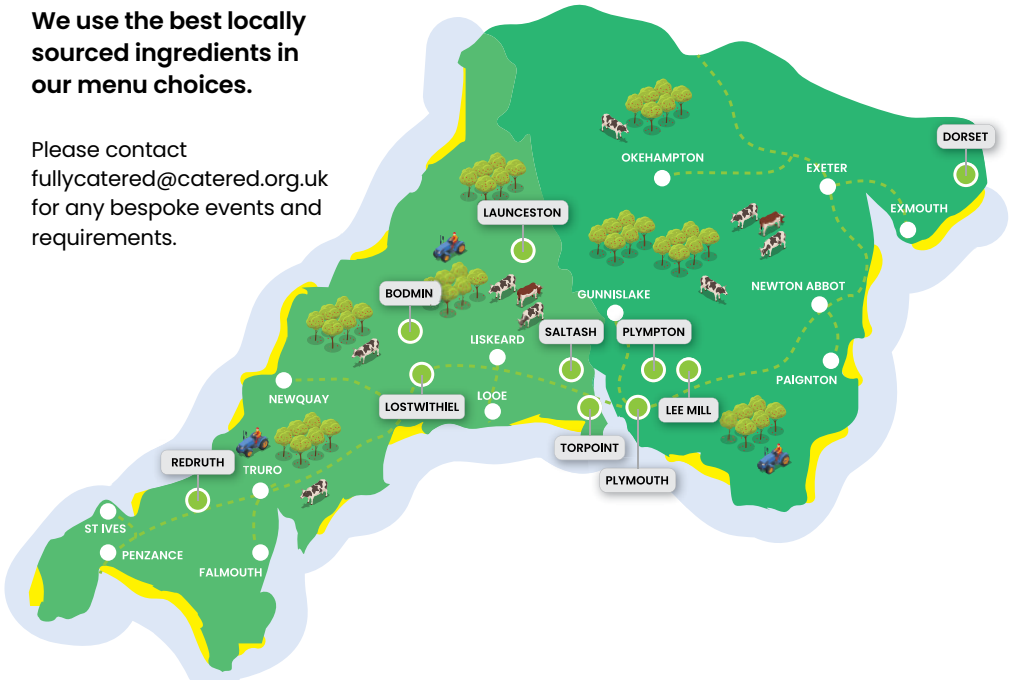 We use the best locally
sourced ingredients in
our menu choices.
Please contact
fullycatered@catered.org.uk
for any bespoke events and
requirements.
DORSET
OKEHAMPTON
EXETER
EXMOUTH
LAUNCESTON
BODMIN
GUNNISLAKE
NEWTON ABBOT
SALTASH
PLYMPTON
LISKEARD
PAIGNTON
NEWQUAY
LOOE
LOSTWITHIEL
LEE MILL
TORPOINT
PLYMOUTH
REDRUTH
TRURO
ST IVES
PENZANCE
FALMOUTH